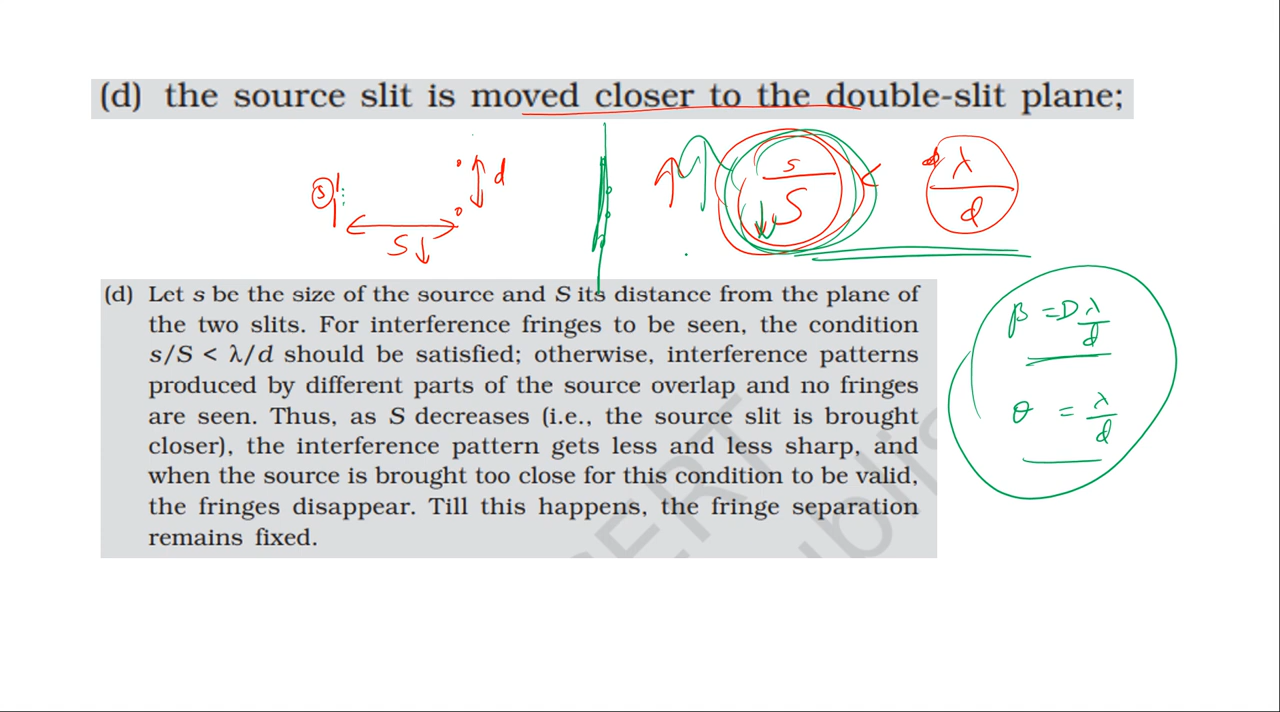 (d) the source slit is moved closer to the double-slit plane;
s d
S ↓
s/S < λ/d
(d) Let s be the size of the source and S its distance from the plane of
the two slits. For interference fringes to be seen, the condition
s/S < λ/d should be satisfied; otherwise, interference patterns
produced by different parts of the source overlap and no fringes
are seen. Thus, as S decreases (i.e., the source slit is brought
closer), the interference pattern gets less and less sharp, and
when the source is brought too close for this condition to be valid,
the fringes disappear. Till this happens, the fringe separation
remains fixed.
β = D λ/d
θ = λ/d